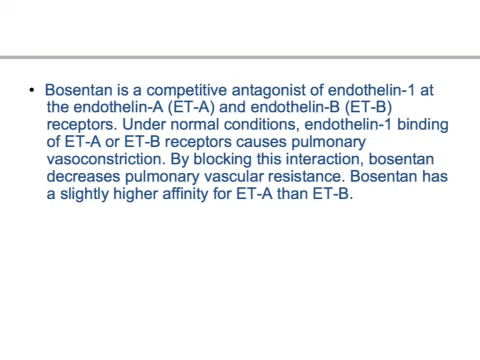 • Bosentan is a competitive antagonist of endothelin-1 at
the endothelin-A (ET-A) and endothelin-B (ET-B)
receptors. Under normal conditions, endothelin-1 binding
of ET-A or ET-B receptors causes pulmonary
vasoconstriction. By blocking this interaction, bosentan
decreases pulmonary vascular resistance. Bosentan has
a slightly higher affinity for ET-A than ET-B.